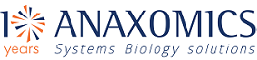 10 ANAXOMICS
years Systems Biology solutions